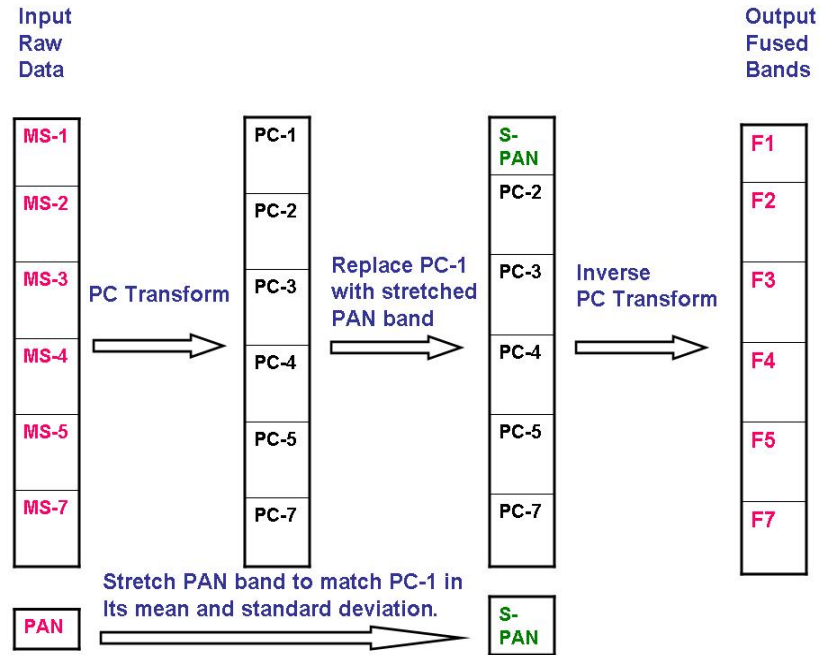 Input
Raw
Data
Output
Fused
Bands
MS-1
MS-2
MS-3
MS-4
MS-5
MS-7
PC Transform
PC-1
PC-2
PC-3
PC-4
PC-5
PC-7
Replace PC-1
with stretched
PAN band
S-
PAN
PC-2
PC-3
PC-4
PC-5
PC-7
Inverse
PC Transform
F1
F2
F3
F4
F5
F7
Stretch PAN band to match PC-1 in
Its mean and standard deviation.
PAN
S-
PAN